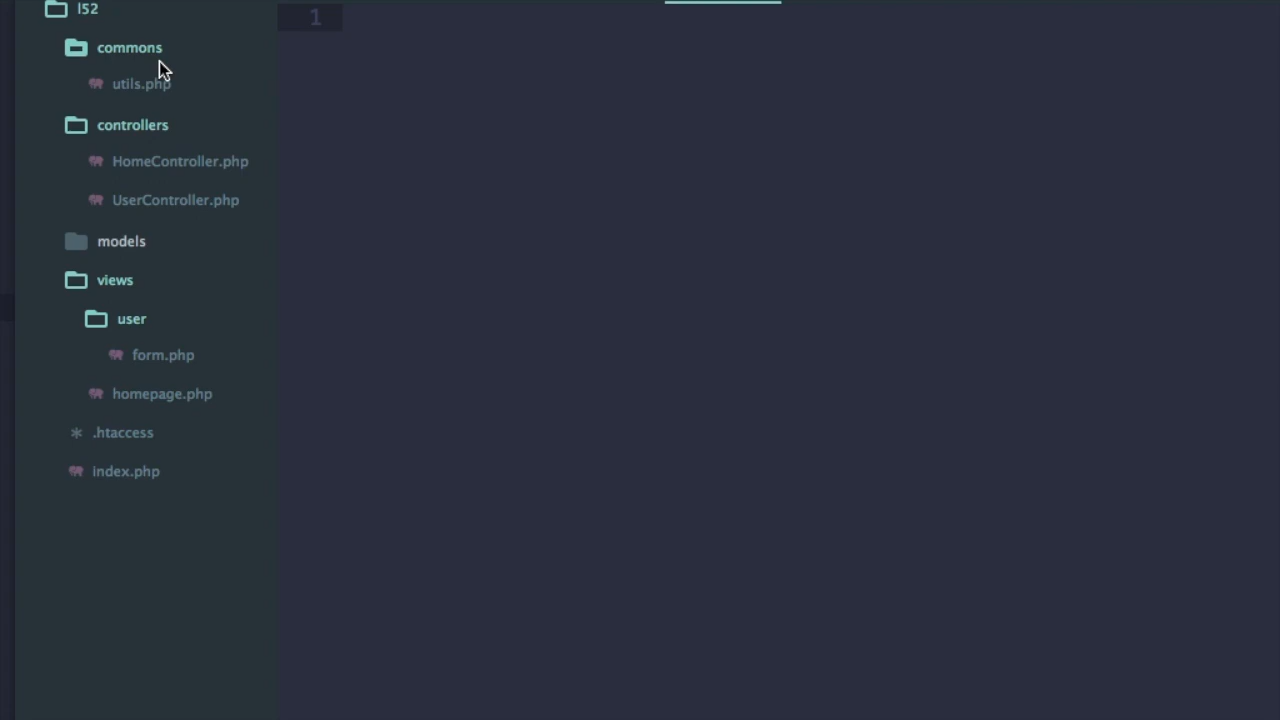 l52
1
commons
utils.php
controllers
HomeController.php
UserController.php
models
views
user
form.php
homepage.php
.htaccess
index.php